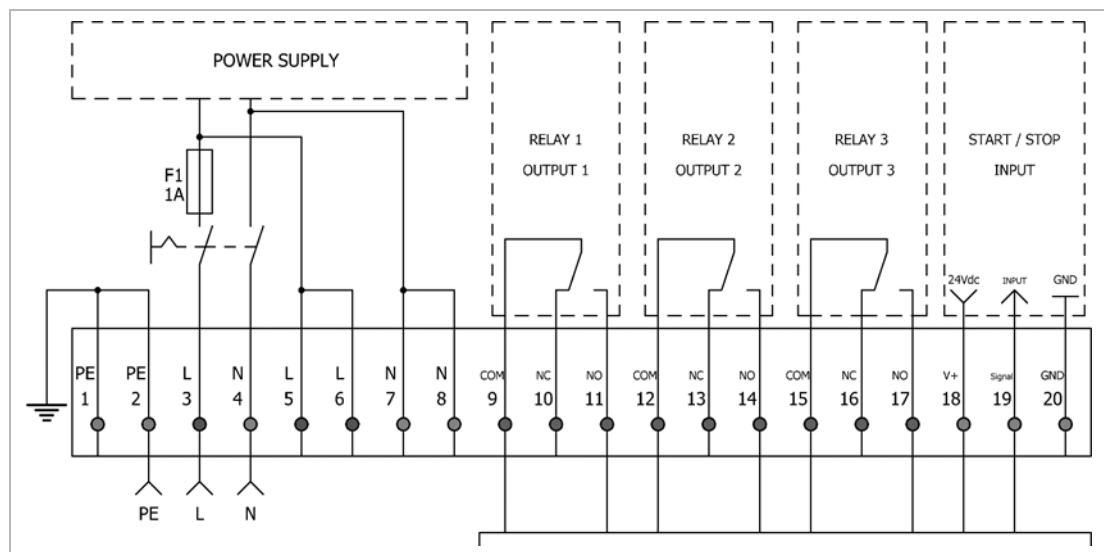 POWER SUPPLY
RELAY 1
OUTPUT 1
RELAY 2
OUTPUT 2
RELAY 3
OUTPUT 3
START / STOP
INPUT
F1
1A
24Vdc
INPUT
GND
PE PE L N L L N N COM NC NO COM NC NO COM NC NO V+ Signal GND
1 2 3 4 5 6 7 8 9 10 11 12 13 14 15 16 17 18 19 20
PE L N